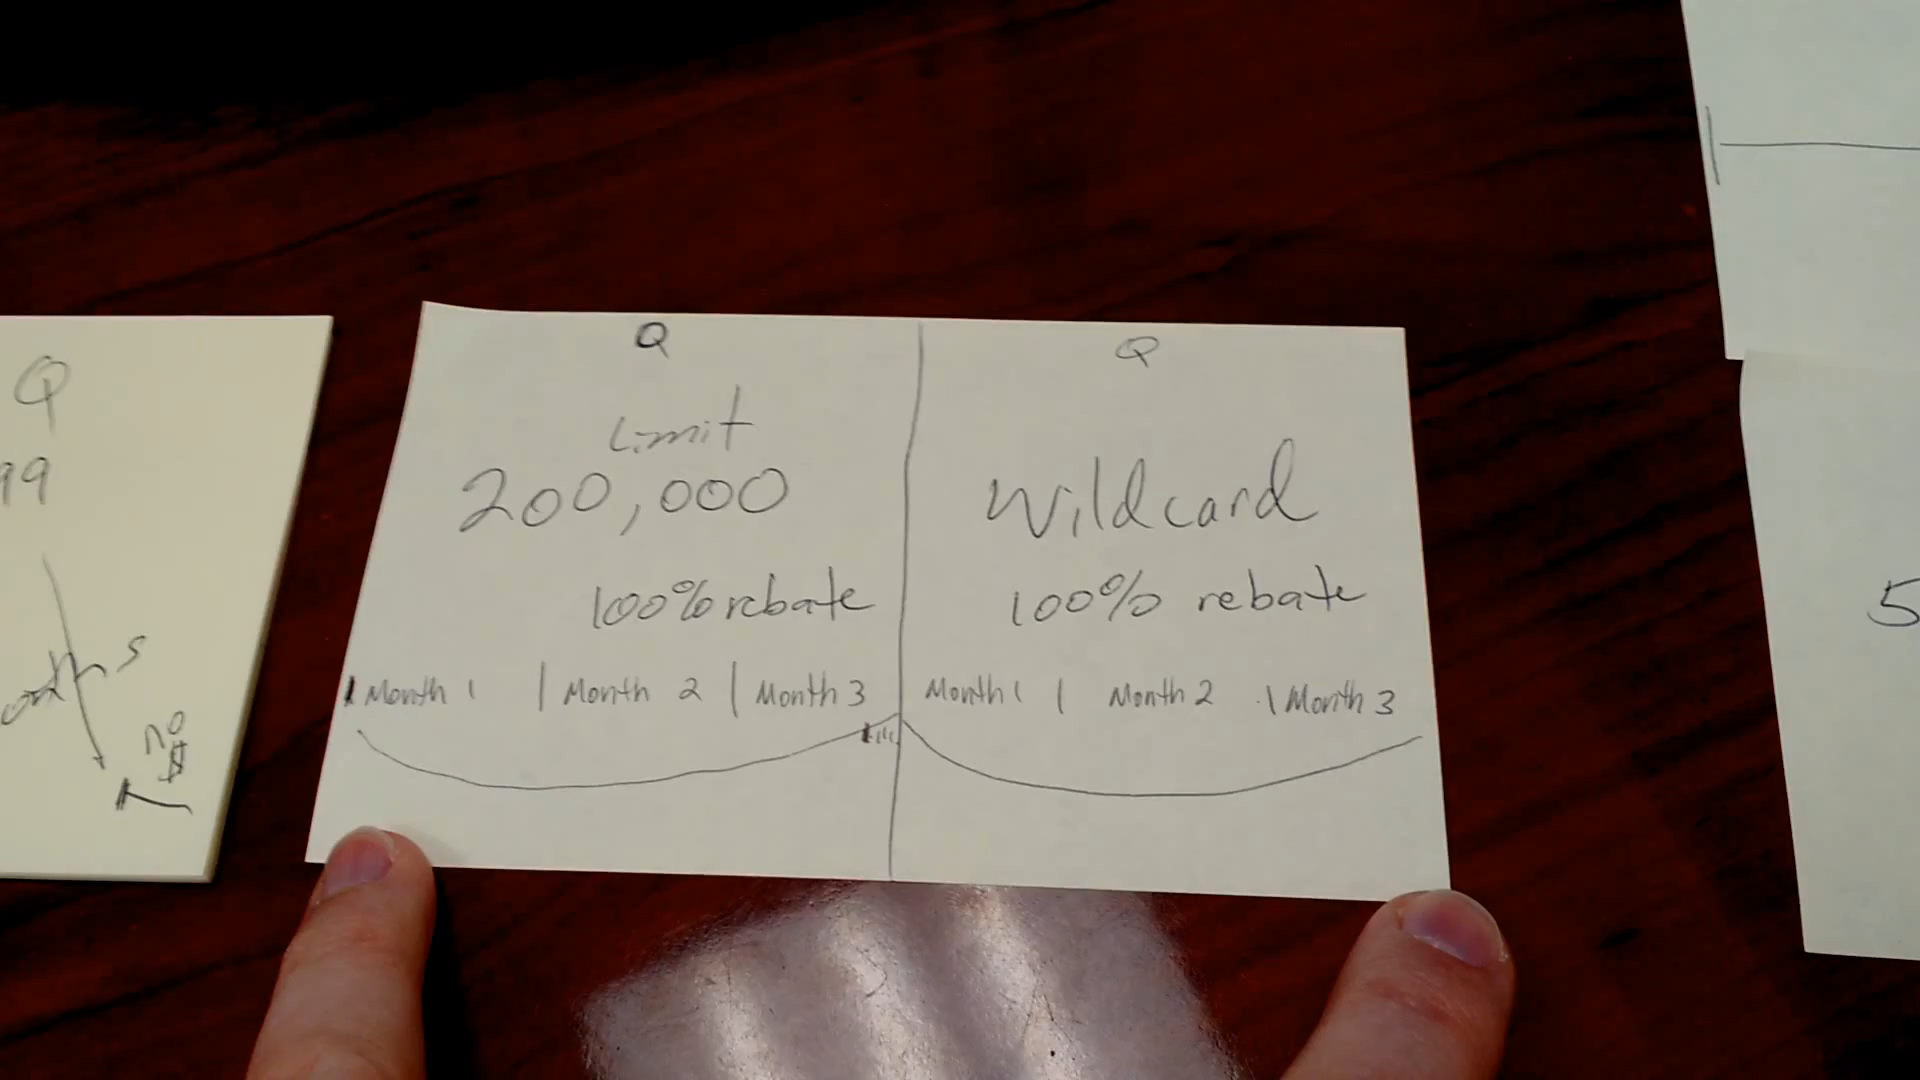 Q
99
no
$
Q
Limit
200,000
100% rebate
Month 1 | Month 2 | Month 3
Q
Wildcard
100% rebate
Month 1 | Month 2 | Month 3
5